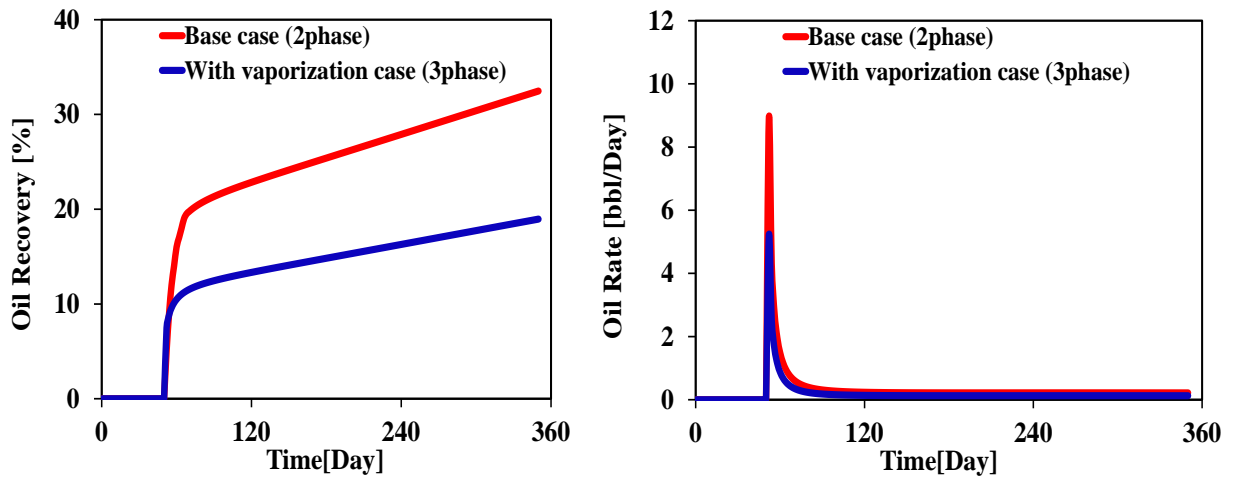 Oil Recovery [%]
40
30
20
10
0
Base case (2phase)
With vaporization case (3phase)
0 120 240 360
Time[Day]
Oil Rate [bbl/Day]
12
10
8
6
4
2
0
Base case (2phase)
With vaporization case (3phase)
0 120 240 360
Time[Day]